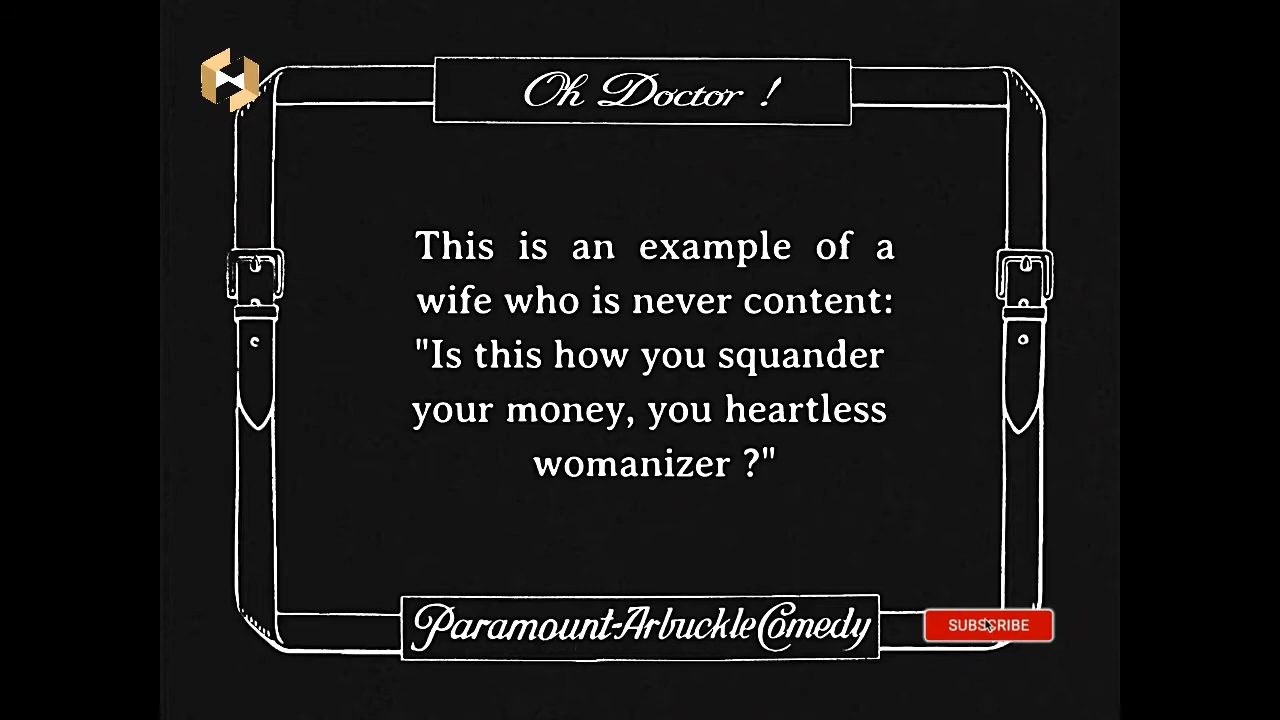 Oh Doctor !
This is an example of a
wife who is never content:
"Is this how you squander
your money, you heartless
womanizer ?"
Paramount-Arbuckle Comedy
SUBSCRIBE